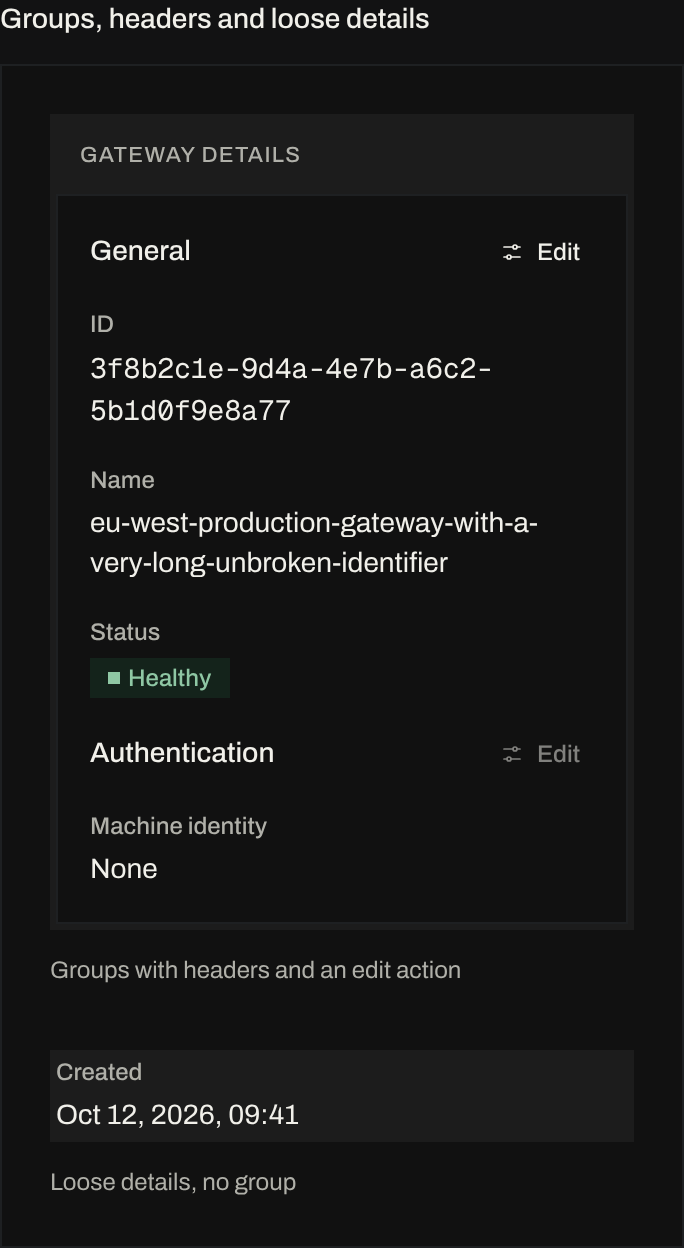 Groups, headers and loose details
GATEWAY DETAILS
General
Edit
ID
3f8b2c1e-9d4a-4e7b-a6c2-
5b1d0f9e8a77
Name
eu-west-production-gateway-with-a-
very-long-unbroken-identifier
Status
Healthy
Authentication
Edit
Machine identity
None
Groups with headers and an edit action
Created
Oct 12, 2026, 09:41
Loose details, no group